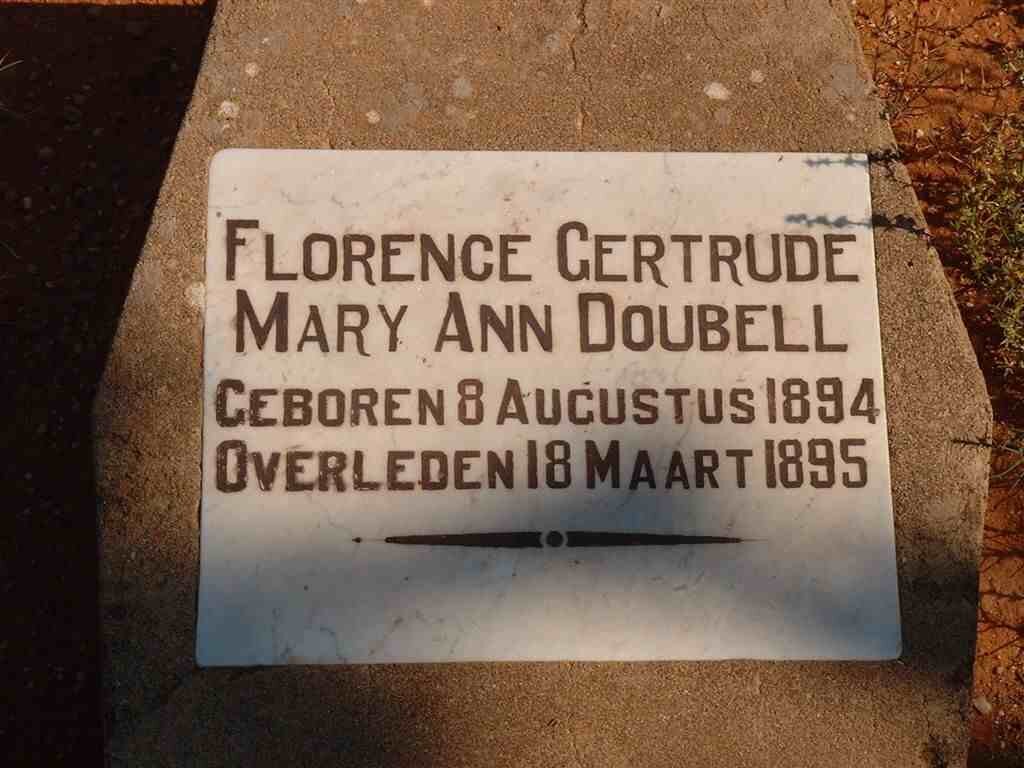 FLORENCE GERTRUDE
MARY ANN DOUBELL
GEBOREN 8 AUGUSTUS 1894
OVERLEDEN 18 MAART 1895